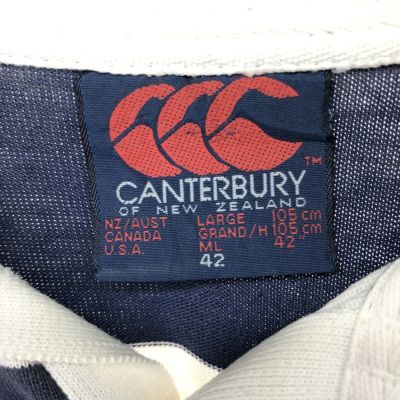 TM
CANTERBURY
OF NEW ZEALAND
NZ/AUST LARGE 105 cm
CANADA GRAND/H 105 cm
U.S.A. ML 42"
42